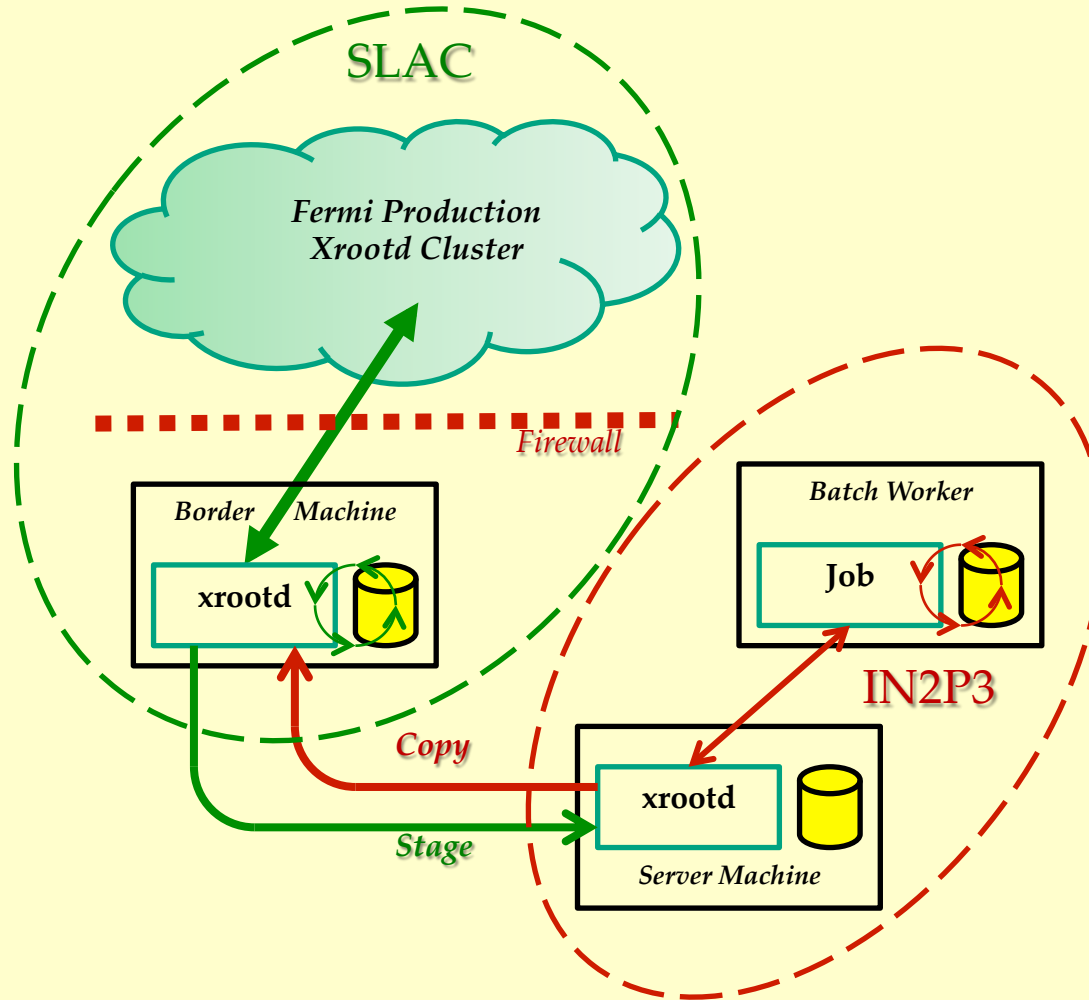 SLAC
Fermi Production
Xrootd Cluster
Firewall
Border Machine
xrootd
Batch Worker
Job
IN2P3
Copy
Stage
xrootd
Server Machine